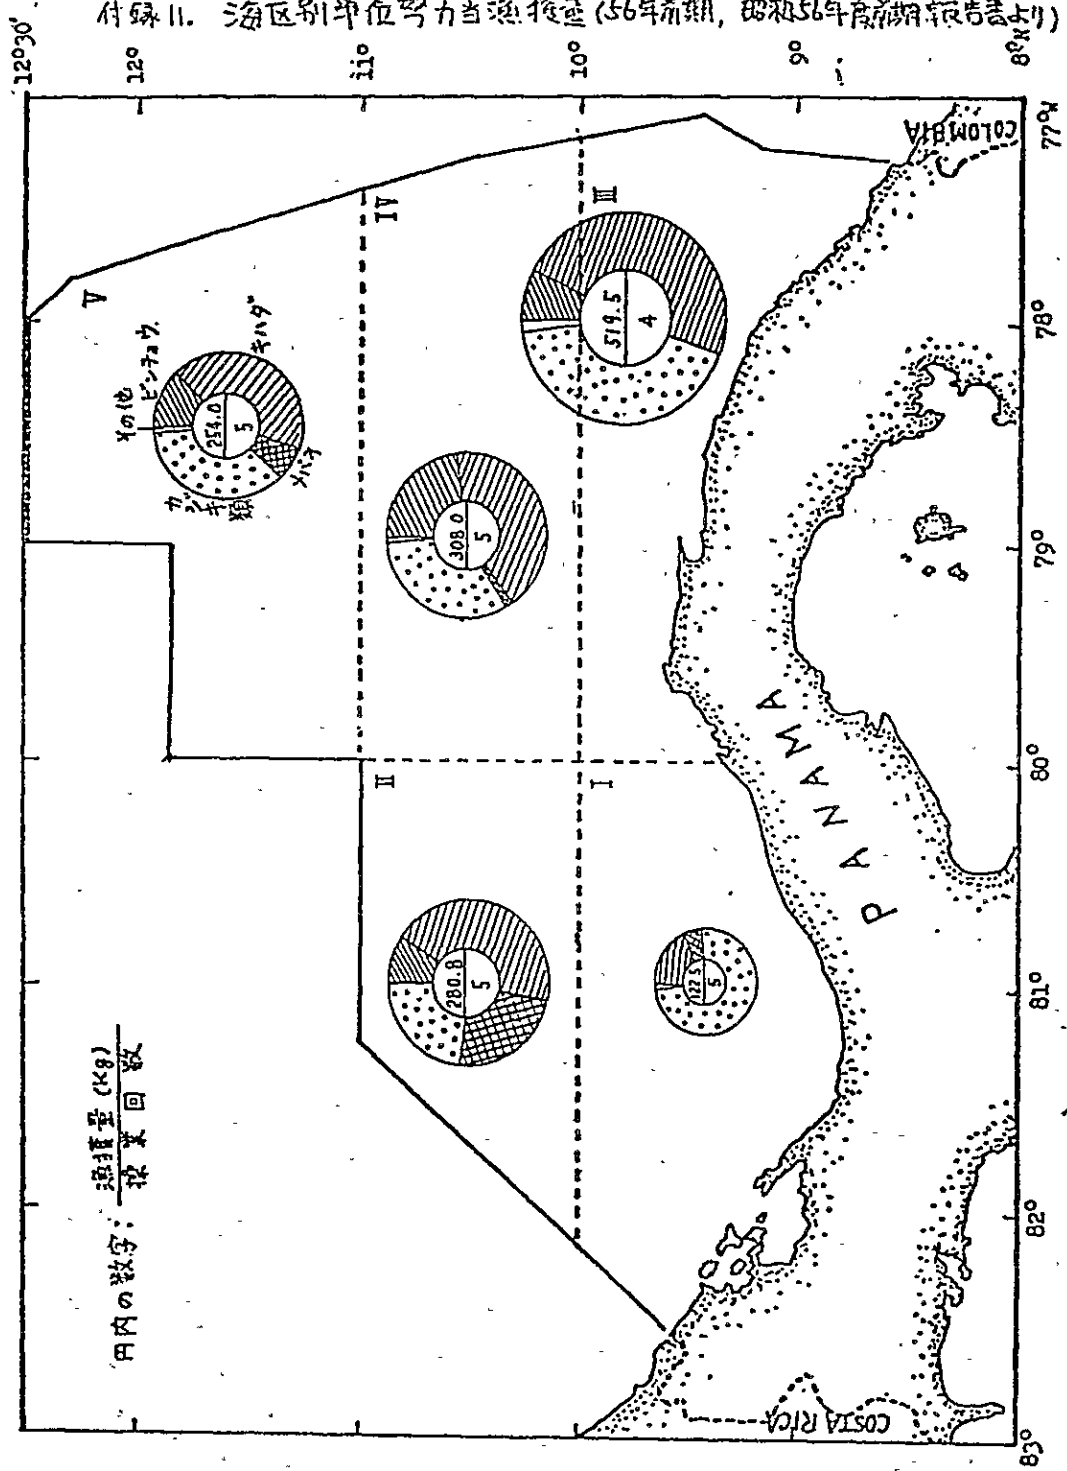 付録11. 海区別単位努力当漁獲量(56年前期, 昭和56年度前期報告書より)
12°30' 12° 11° 10° 9° 8°N
円内の数字: 漁獲量(Kg)
操業回数
V
その他
ビンチョウ
キハダ
メバチ
カジキ類
254.0
5
IV
308.0
5
III
519.5
4
II
280.8
5
I
122.5
5
PANAMA
COLOMBIA
COSTA RICA
83° 82° 81° 80° 79° 78° 77°W